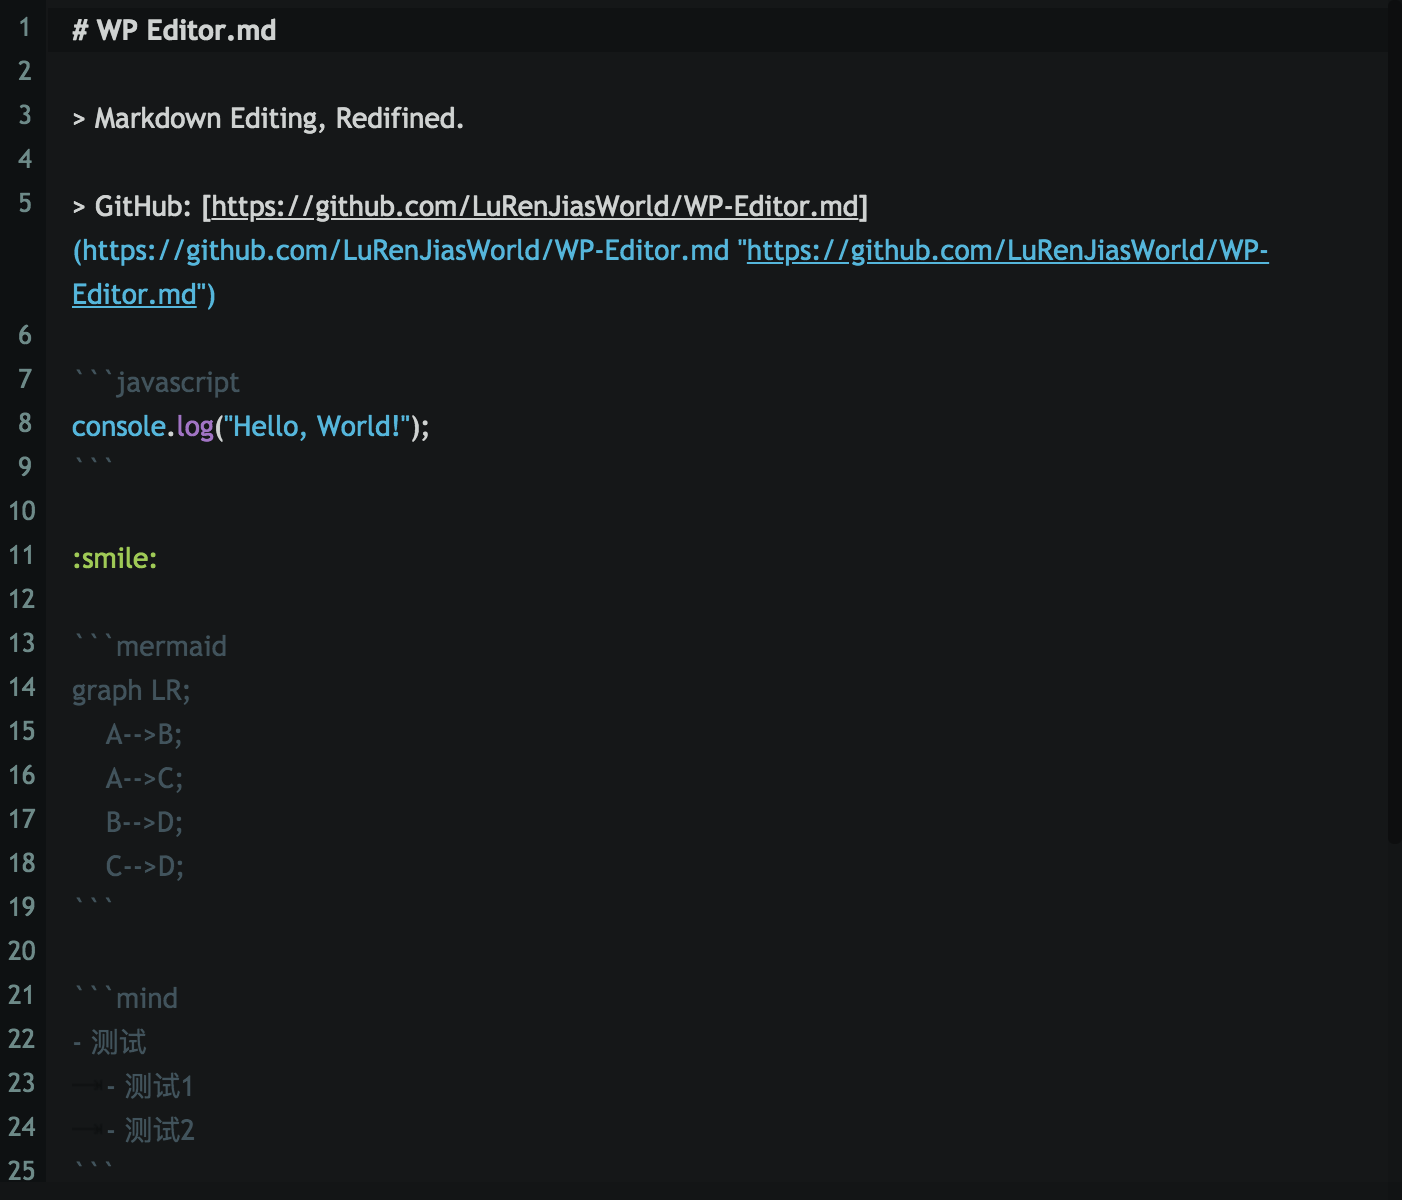 1 # WP Editor.md
2
3 > Markdown Editing, Redifined.
4
5 > GitHub: [https://github.com/LuRenJiasWorld/WP-Editor.md]
(https://github.com/LuRenJiasWorld/WP-Editor.md "https://github.com/LuRenJiasWorld/WP-
Editor.md")
6
7 ```javascript
8 console.log("Hello, World!");
9 ```
10
11 :smile:
12
13 ```mermaid
14 graph LR;
15     A-->B;
16     A-->C;
17     B-->D;
18     C-->D;
19 ```
20
21 ```mind
22 - 测试
23     - 测试1
24     - 测试2
25 ```